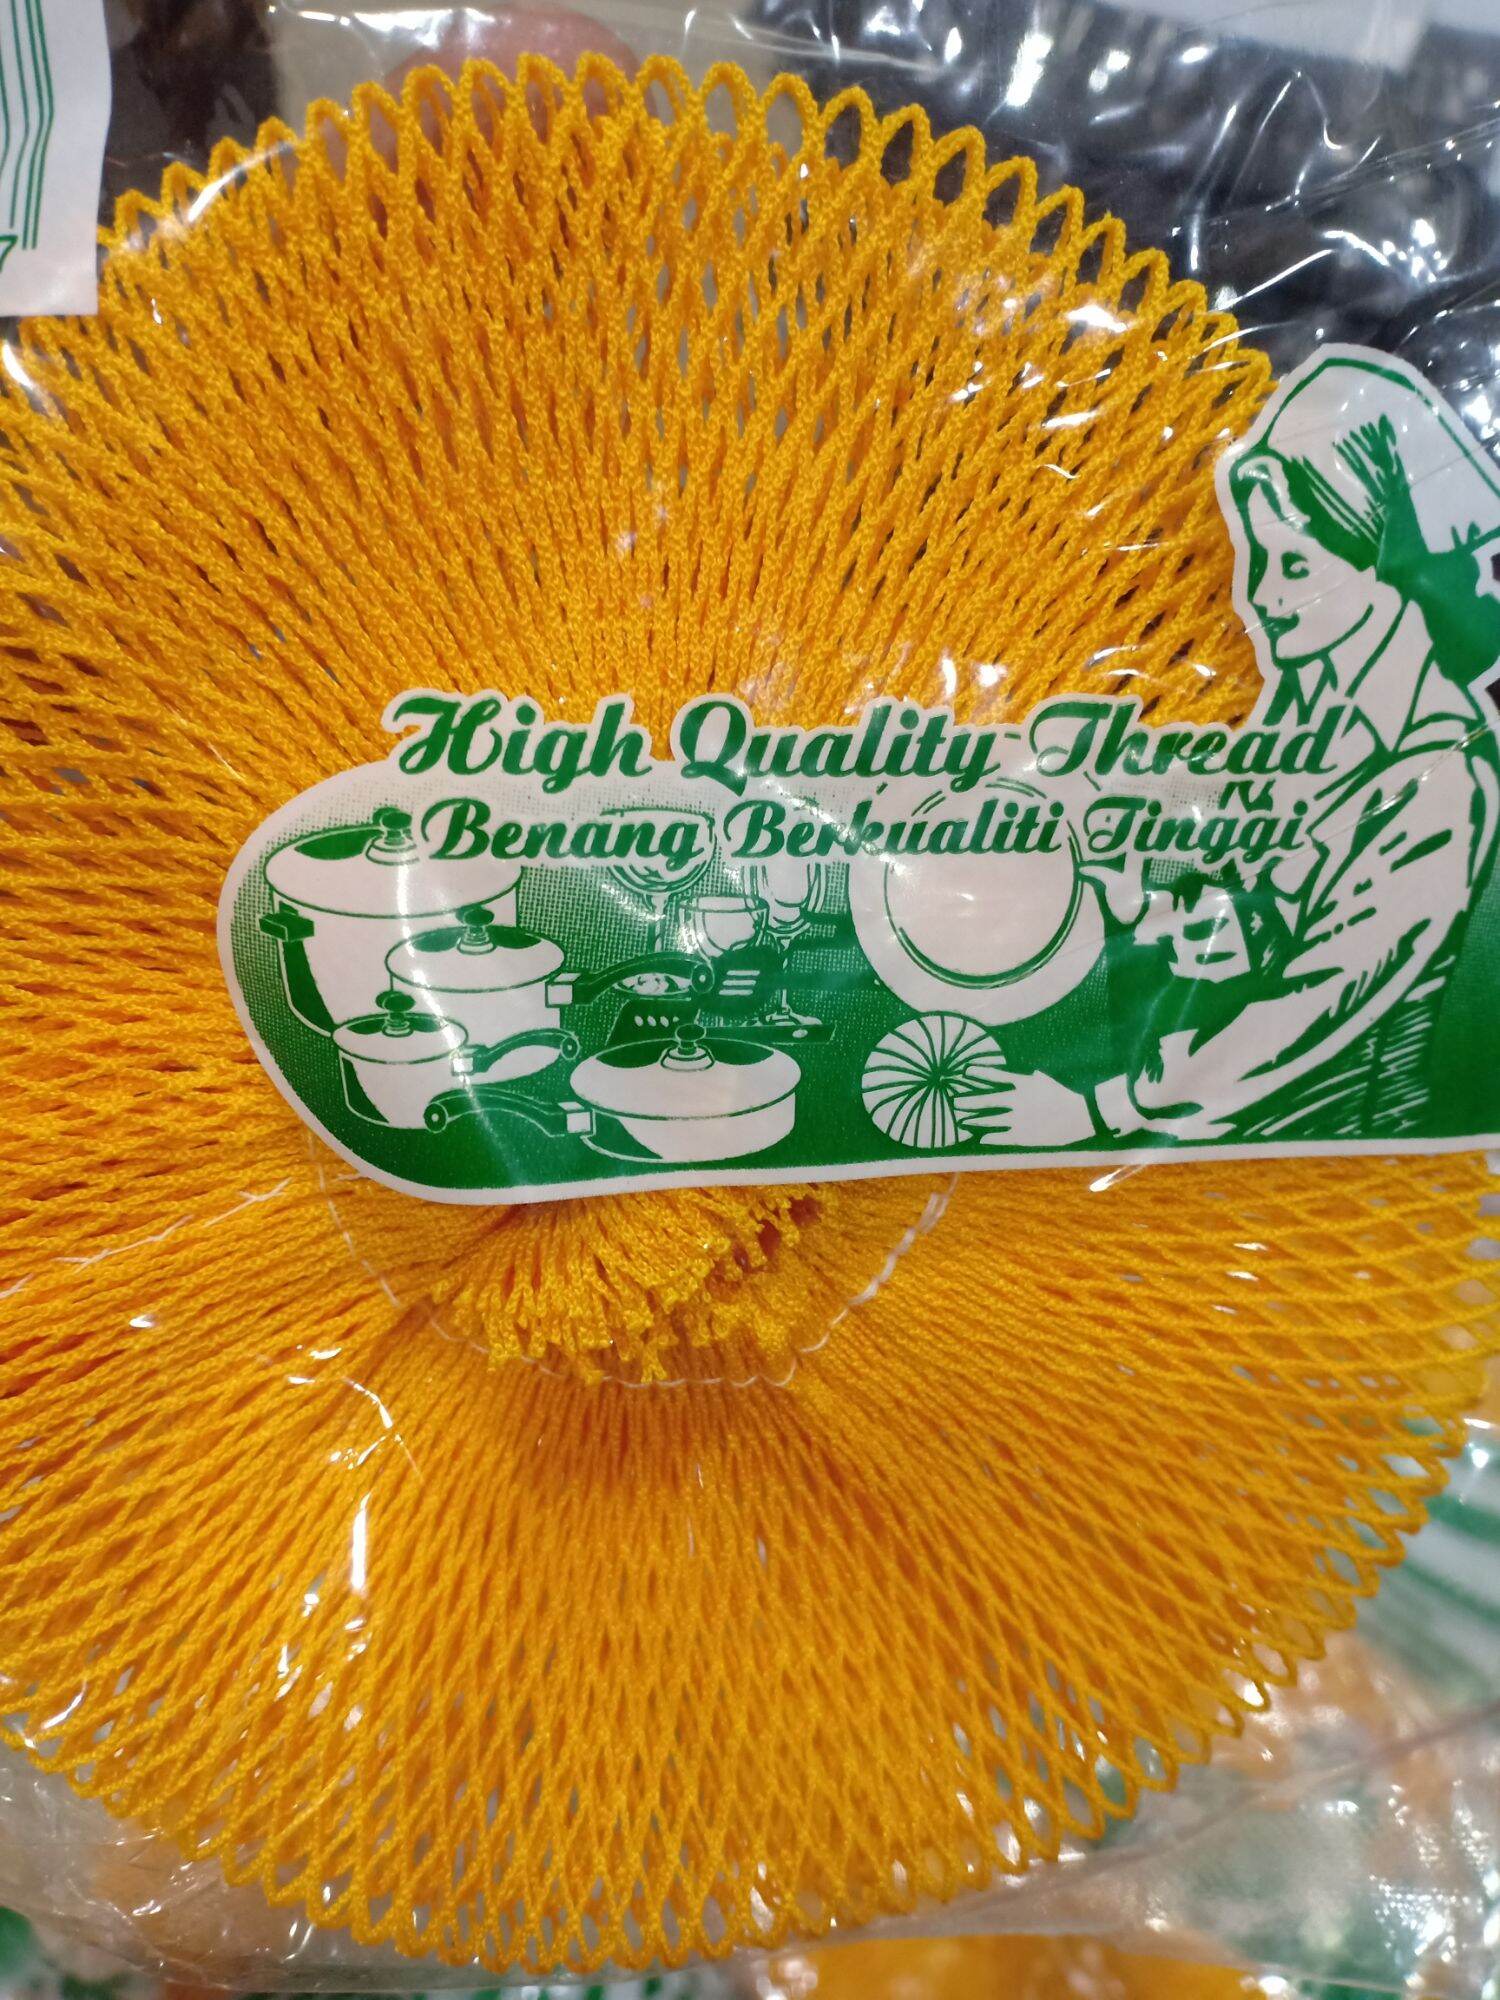 High Quality Thread
Benang Berkualiti Tinggi